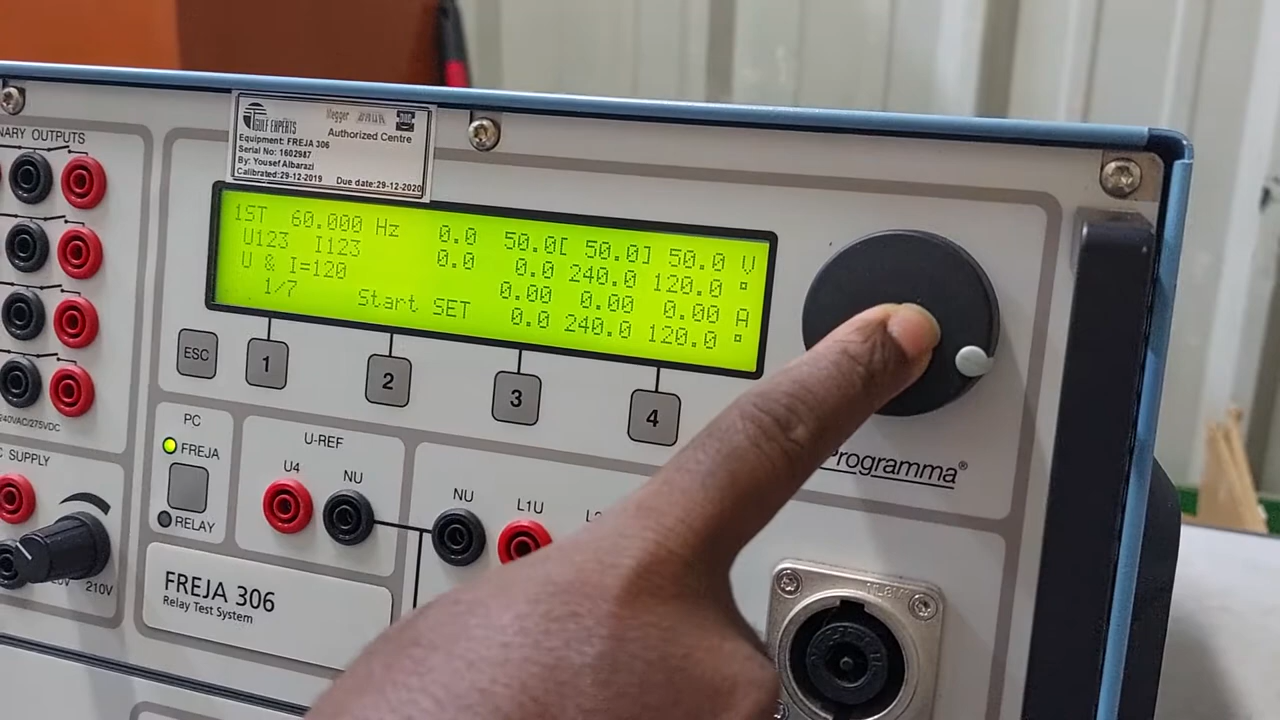 NARY OUTPUTS
GULF EXPERTS
Megger
Authorized Centre
Equipment: FREJA 306
Serial No: 1602987
By: Yousef Albarazi
Calibrated:29-12-2019 Due date:29-12-2020
1ST 60.000 Hz 0.0 50.0[ 50.0] 50.0 V
U123 I123 0.0 0.0 240.0 120.0 °
U & I=120 0.00 0.00 0.00 A
1/7 Start SET 0.0 240.0 120.0 °
ESC
1
2
3
4
240VAC/275VDC
PC
FREJA
RELAY
C SUPPLY
210V
U-REF
U4
NU
NU
L1U
Programma®
FREJA 306
Relay Test System